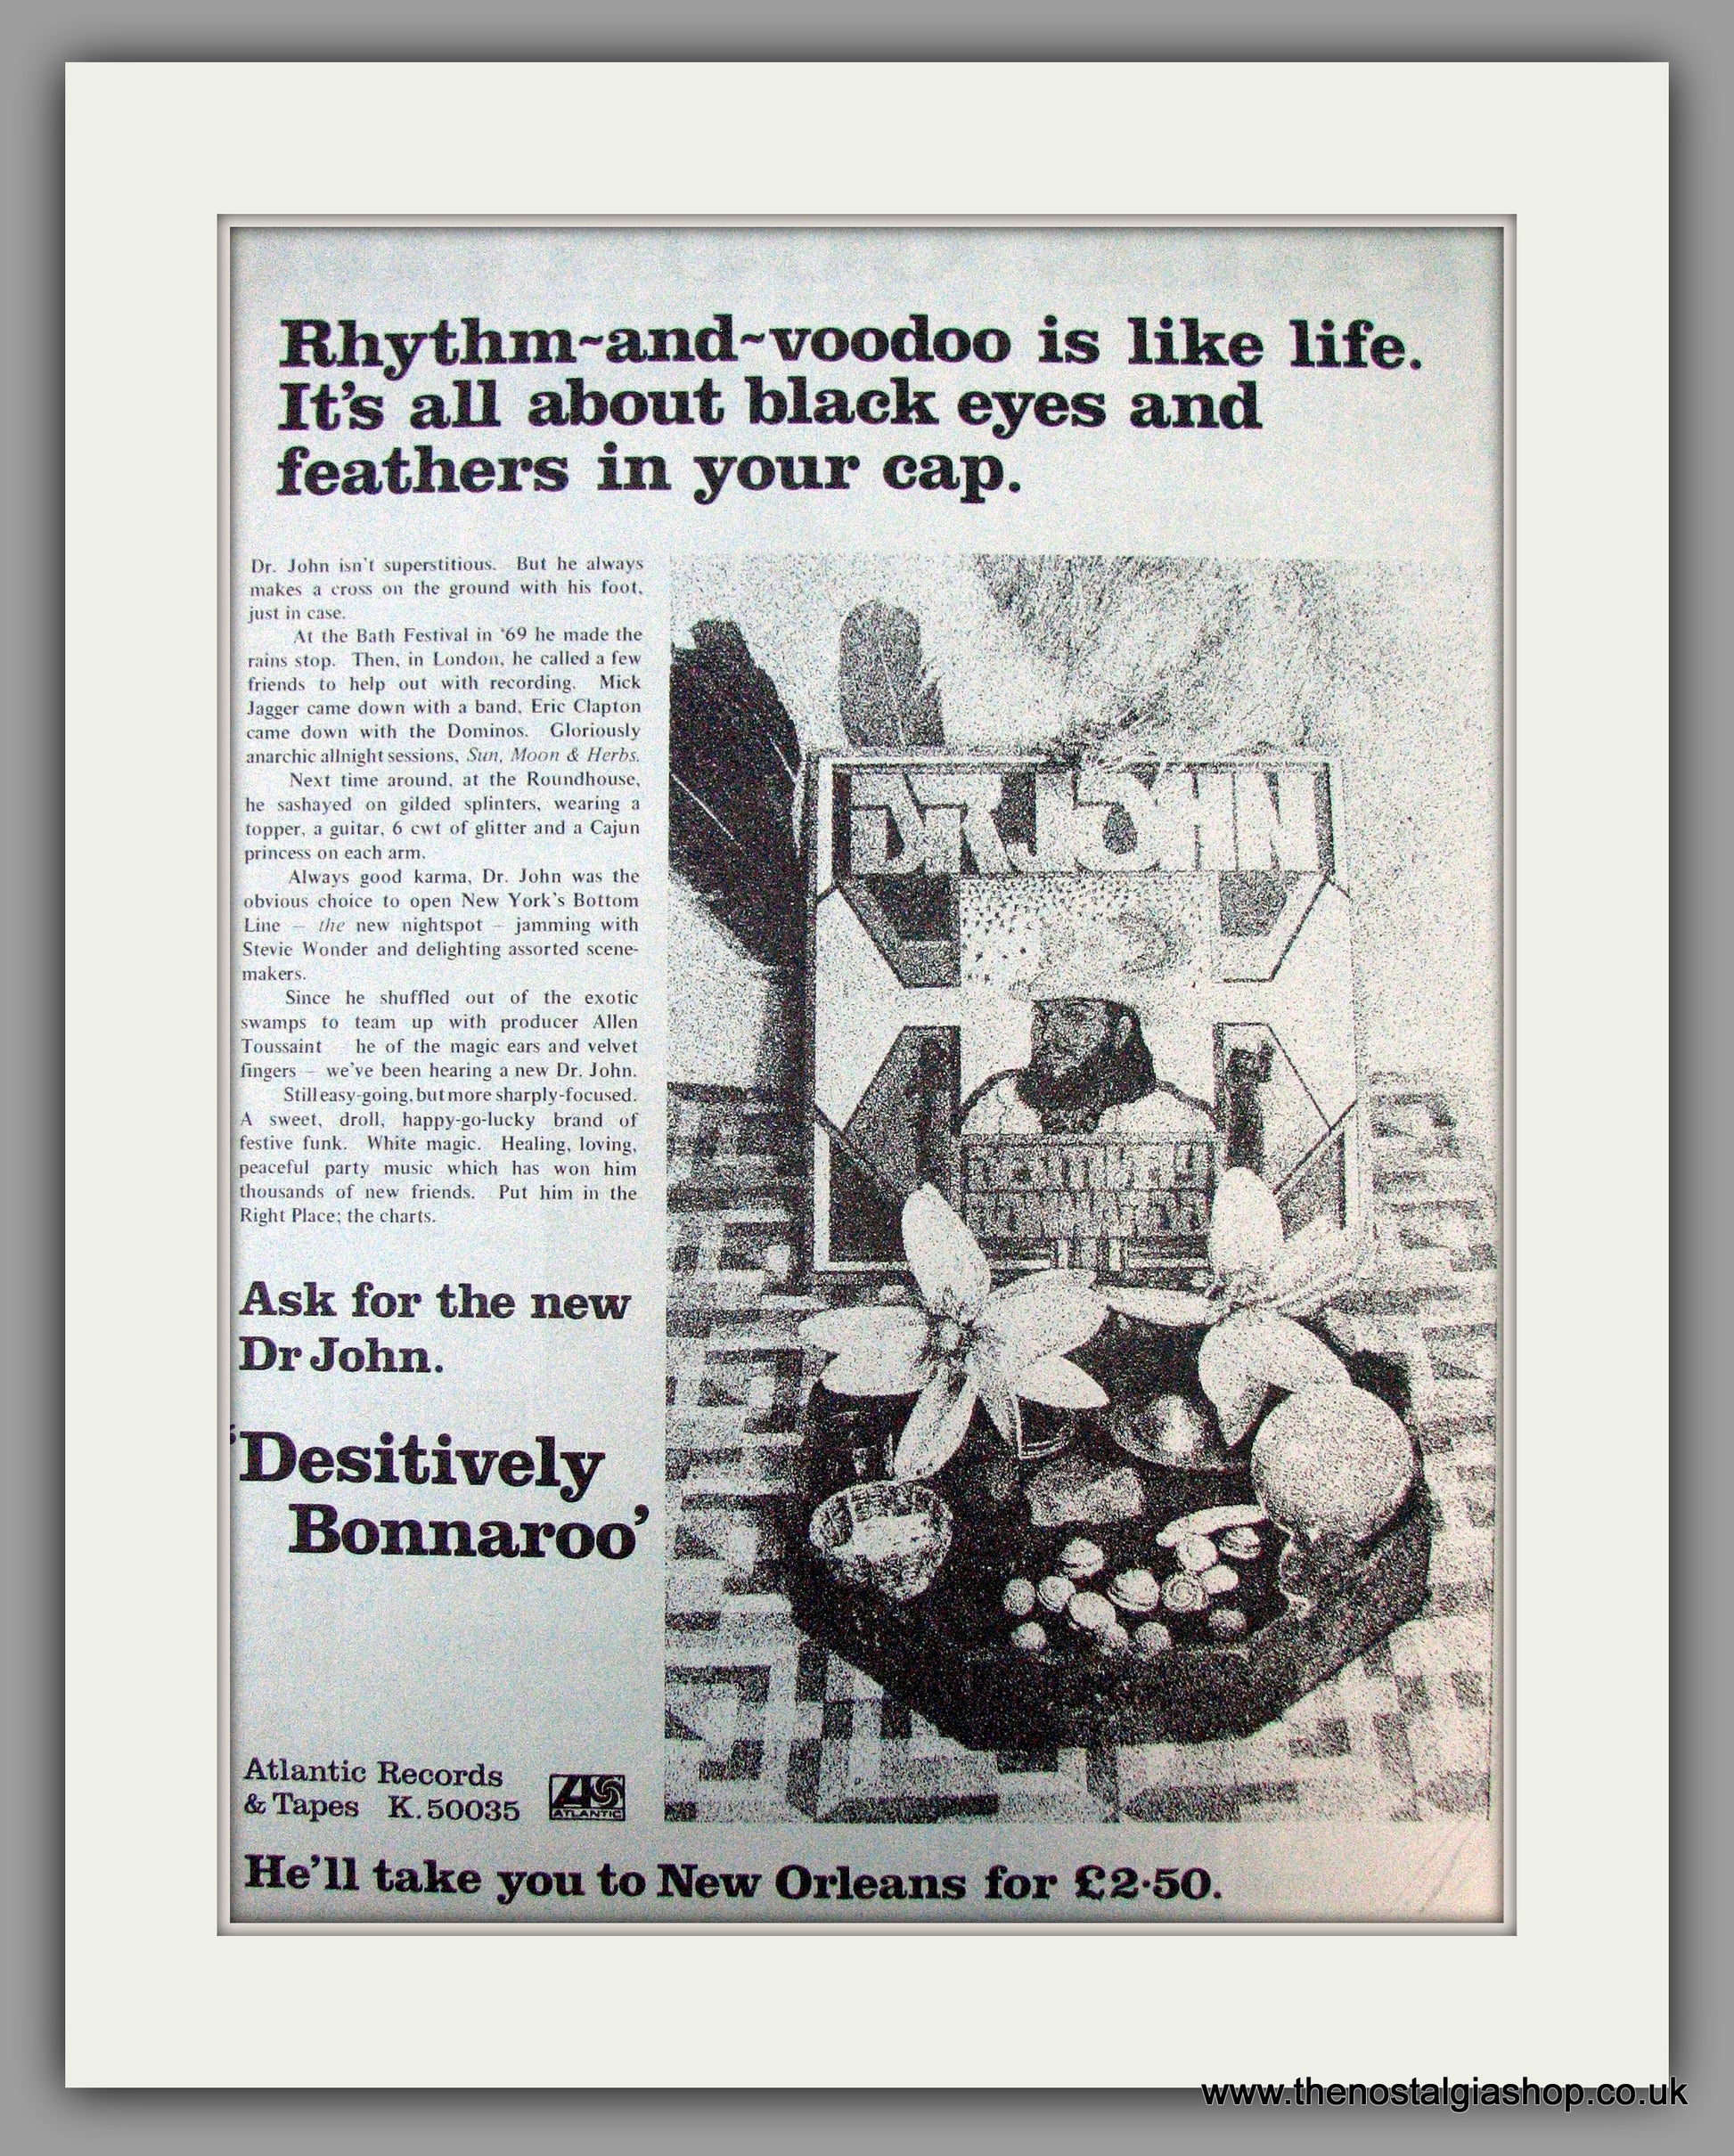 Rhythm~and~voodoo is like life.
It's all about black eyes and
feathers in your cap.
Dr. John isn't superstitious. But he always
makes a cross on the ground with his foot,
just in case.
At the Bath Festival in '69 he made the
rains stop. Then, in London, he called a few
friends to help out with recording. Mick
Jagger came down with a band, Eric Clapton
came down with the Dominos. Gloriously
anarchic allnight sessions, Sun, Moon & Herbs.
Next time around, at the Roundhouse,
he sashayed on gilded splinters, wearing a
topper, a guitar, 6 cwt of glitter and a Cajun
princess on each arm.
Always good karma, Dr. John was the
obvious choice to open New York's Bottom
Line – the new nightspot – jamming with
Stevie Wonder and delighting assorted scene-
makers.
Since he shuffled out of the exotic
swamps to team up with producer Allen
Toussaint – he of the magic ears and velvet
fingers – we've been hearing a new Dr. John.
Still easy-going, but more sharply-focused.
A sweet, droll, happy-go-lucky brand of
festive funk. White magic. Healing, loving,
peaceful party music which has won him
thousands of new friends. Put him in the
Right Place; the charts.
DR JOHN
Ask for the new
Dr John.
'Desitively
Bonnaroo'
Atlantic Records
& Tapes K.50035
ATLANTIC
He'll take you to New Orleans for £2·50.
www.thenostalgiashop.co.uk